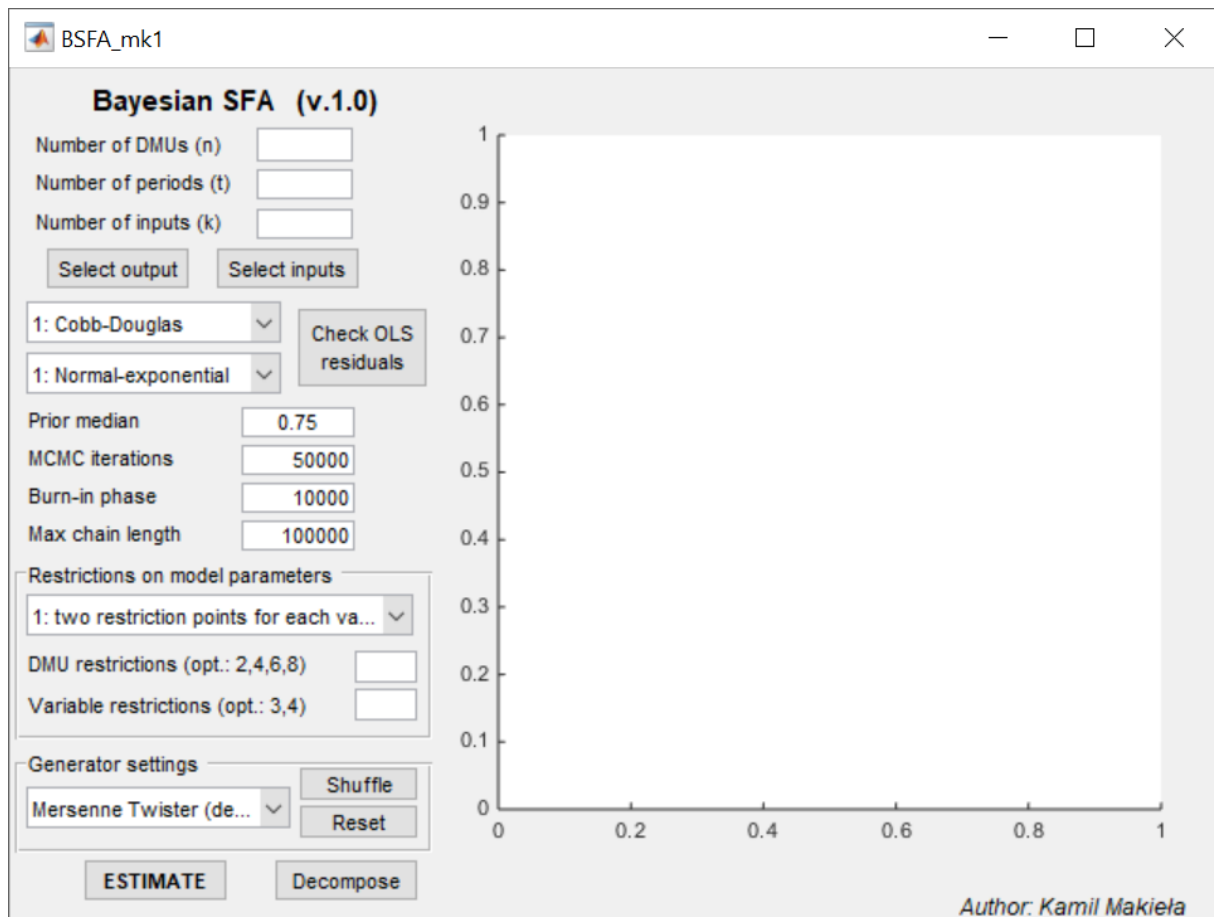 BSFA_mk1
Bayesian SFA (v.1.0)
Number of DMUs (n)
Number of periods (t)
Number of inputs (k)
Select output
Select inputs
1: Cobb-Douglas
1: Normal-exponential
Check OLS
residuals
Prior median
0.75
MCMC iterations
50000
Burn-in phase
10000
Max chain length
100000
Restrictions on model parameters
1: two restriction points for each va...
DMU restrictions (opt.: 2,4,6,8)
Variable restrictions (opt.: 3,4)
Generator settings
Mersenne Twister (de...
Shuffle
Reset
ESTIMATE
Decompose
1
0.9
0.8
0.7
0.6
0.5
0.4
0.3
0.2
0.1
0
0 0.2 0.4 0.6 0.8 1
Author: Kamil Makieła